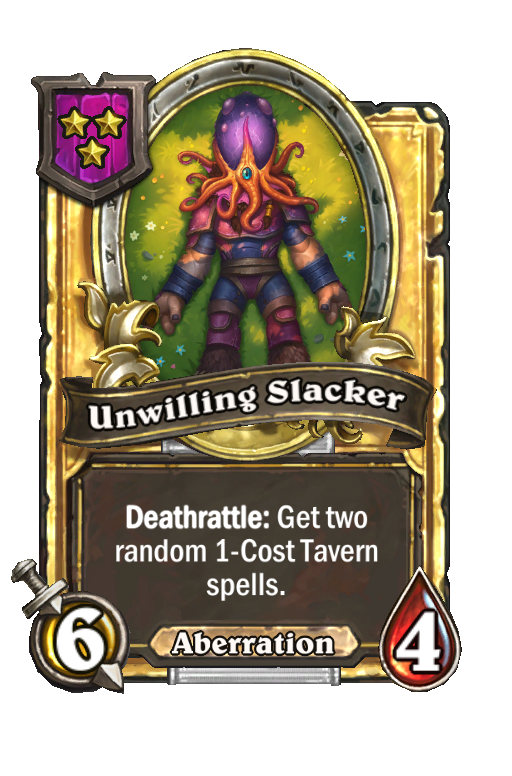 Unwilling Slacker
Deathrattle: Get two
random 1-Cost Tavern
spells.
6
Aberration
4